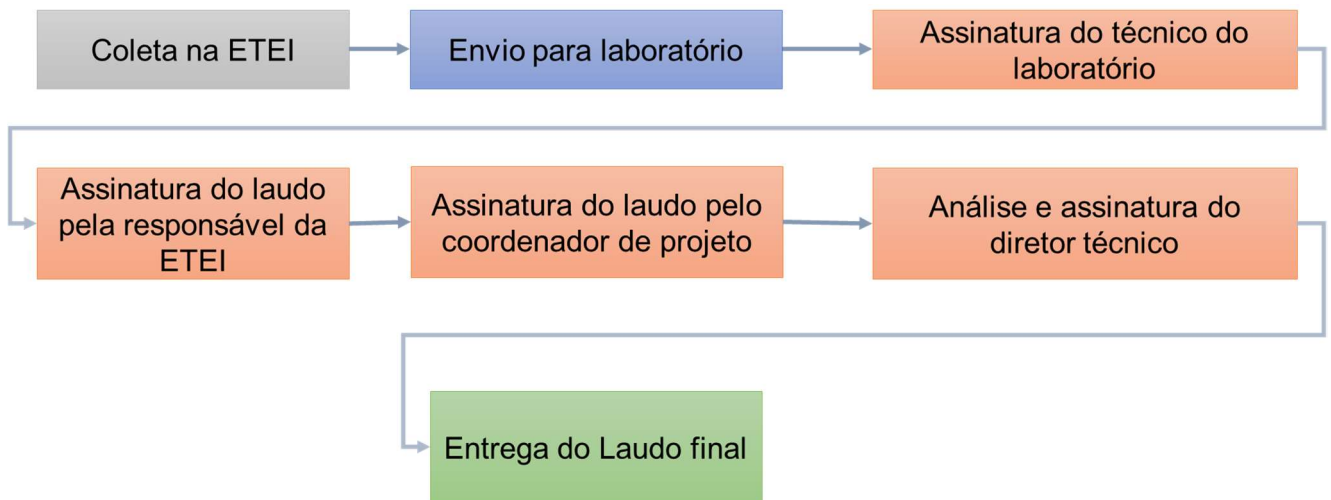 Coleta na ETEI
Envio para laboratório
Assinatura do técnico do
laboratório
Assinatura do laudo
pela responsável da
ETEI
Assinatura do laudo pelo
coordenador de projeto
Análise e assinatura do
diretor técnico
Entrega do Laudo final